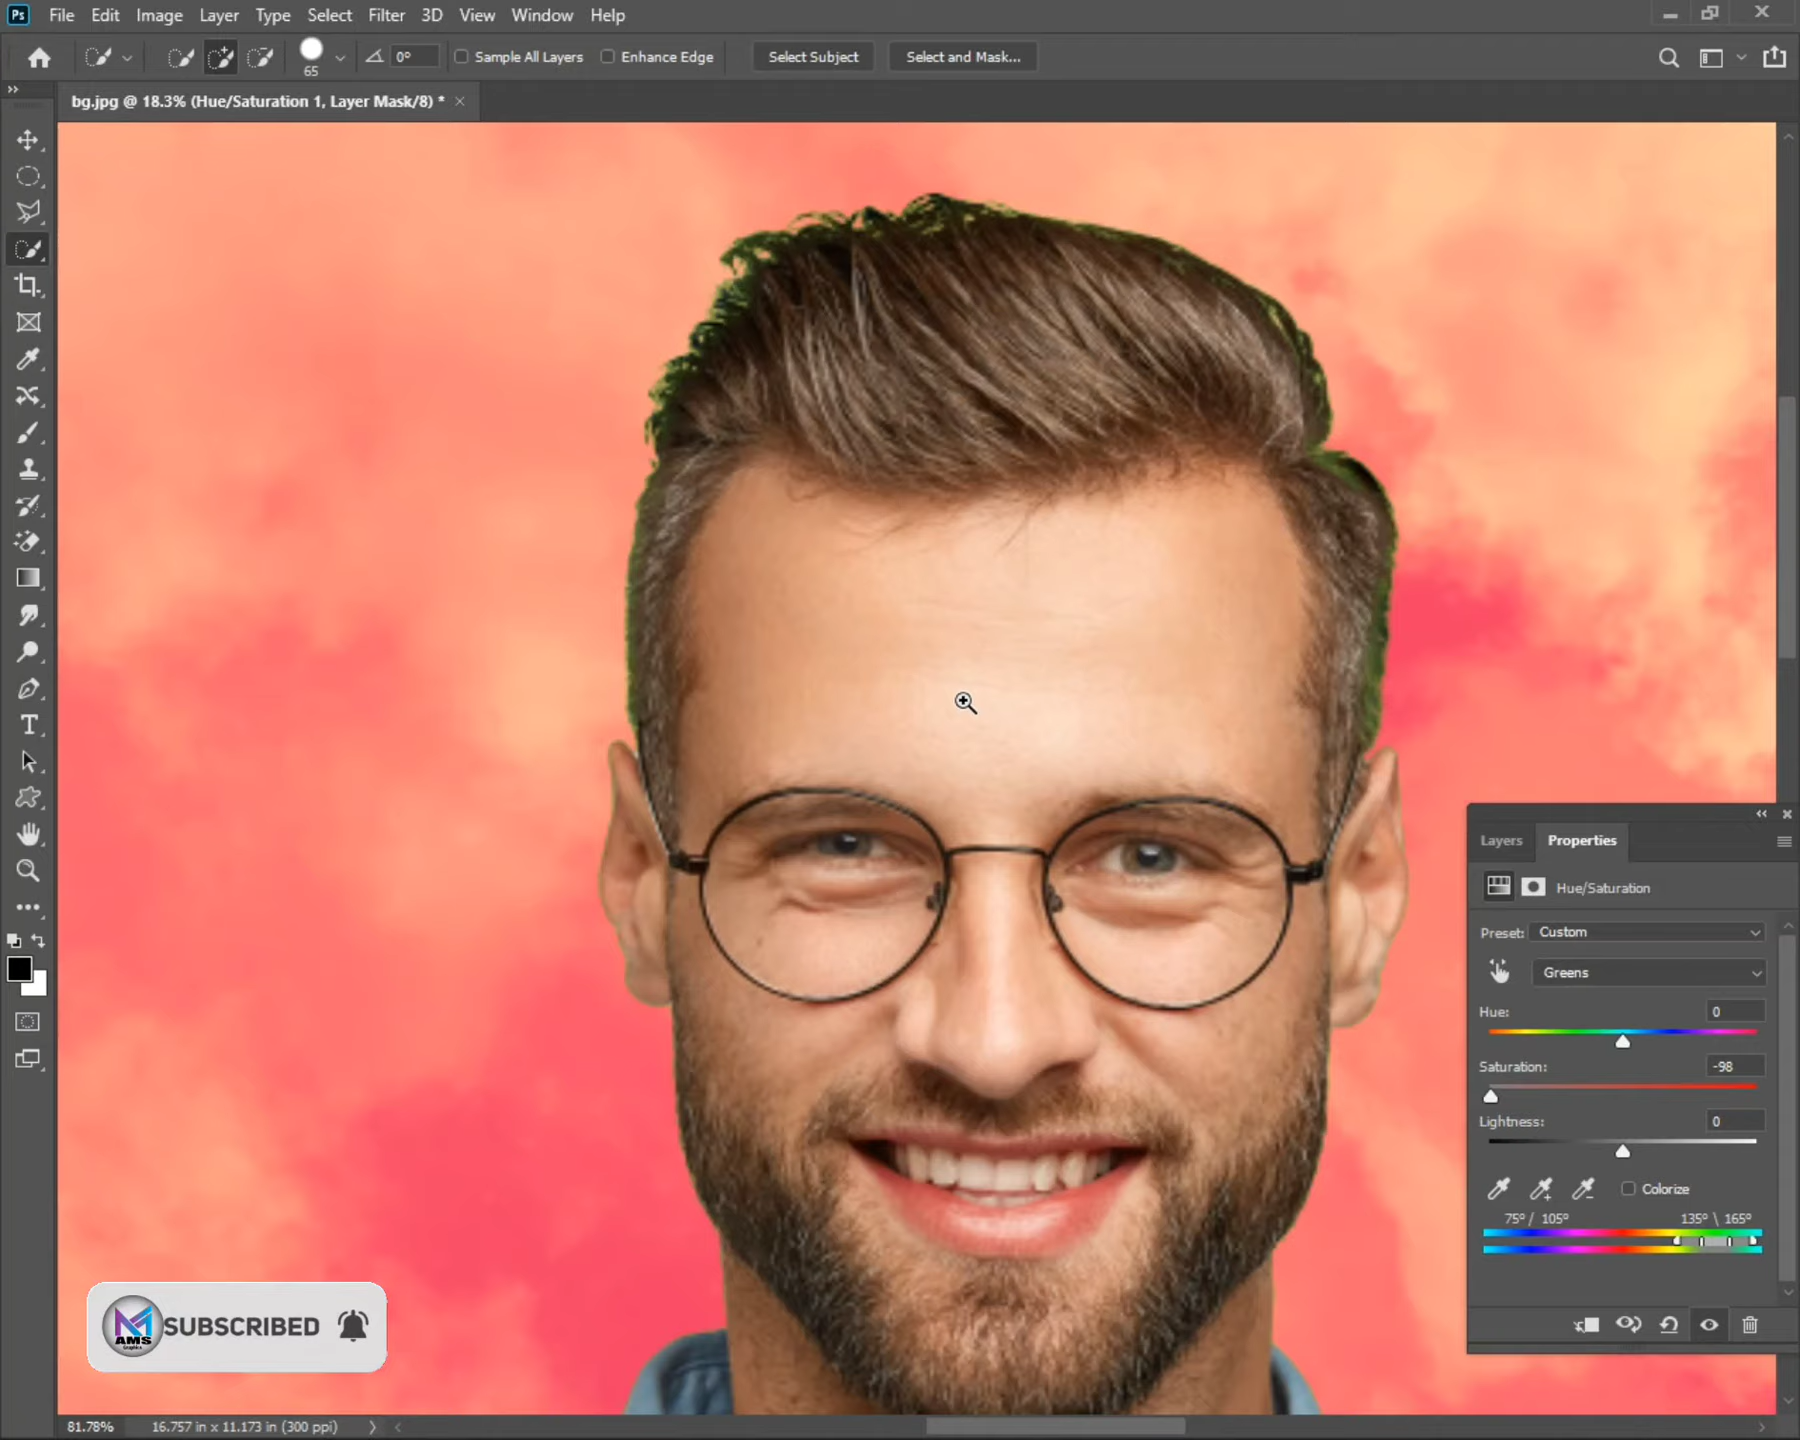 Ps File Edit Image Layer Type Select Filter 3D View Window Help
65 0° Sample All Layers Enhance Edge Select Subject Select and Mask...
bg.jpg @ 18.3% (Hue/Saturation 1, Layer Mask/8) *
T
Layers Properties
Hue/Saturation
Preset: Custom
Greens
Hue: 0
Saturation: -98
Lightness: 0
Colorize
75°/ 105° 135° \ 165°
AMS
Graphics
SUBSCRIBED
81.78% 16.757 in x 11.173 in (300 ppi)